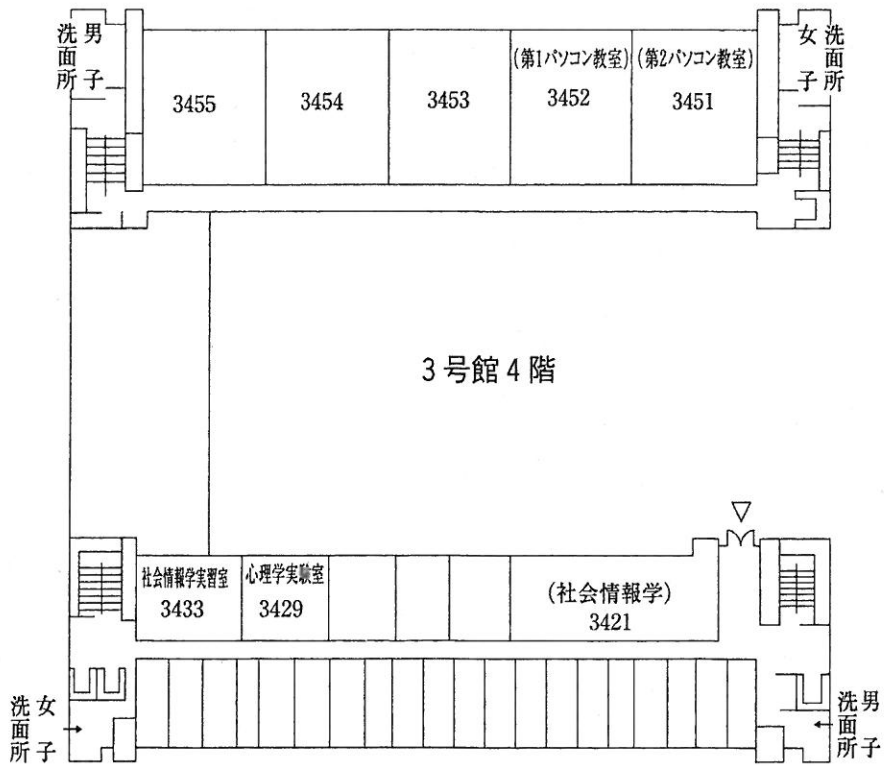 男子
洗面所
女子
洗面所
(第1パソコン教室)
(第2パソコン教室)
3455
3454
3453
3452
3451
3号館4階
▽
社会情報学実習室
3433
心理学実験室
3429
(社会情報学)
3421
女子
洗面所
男子
洗面所